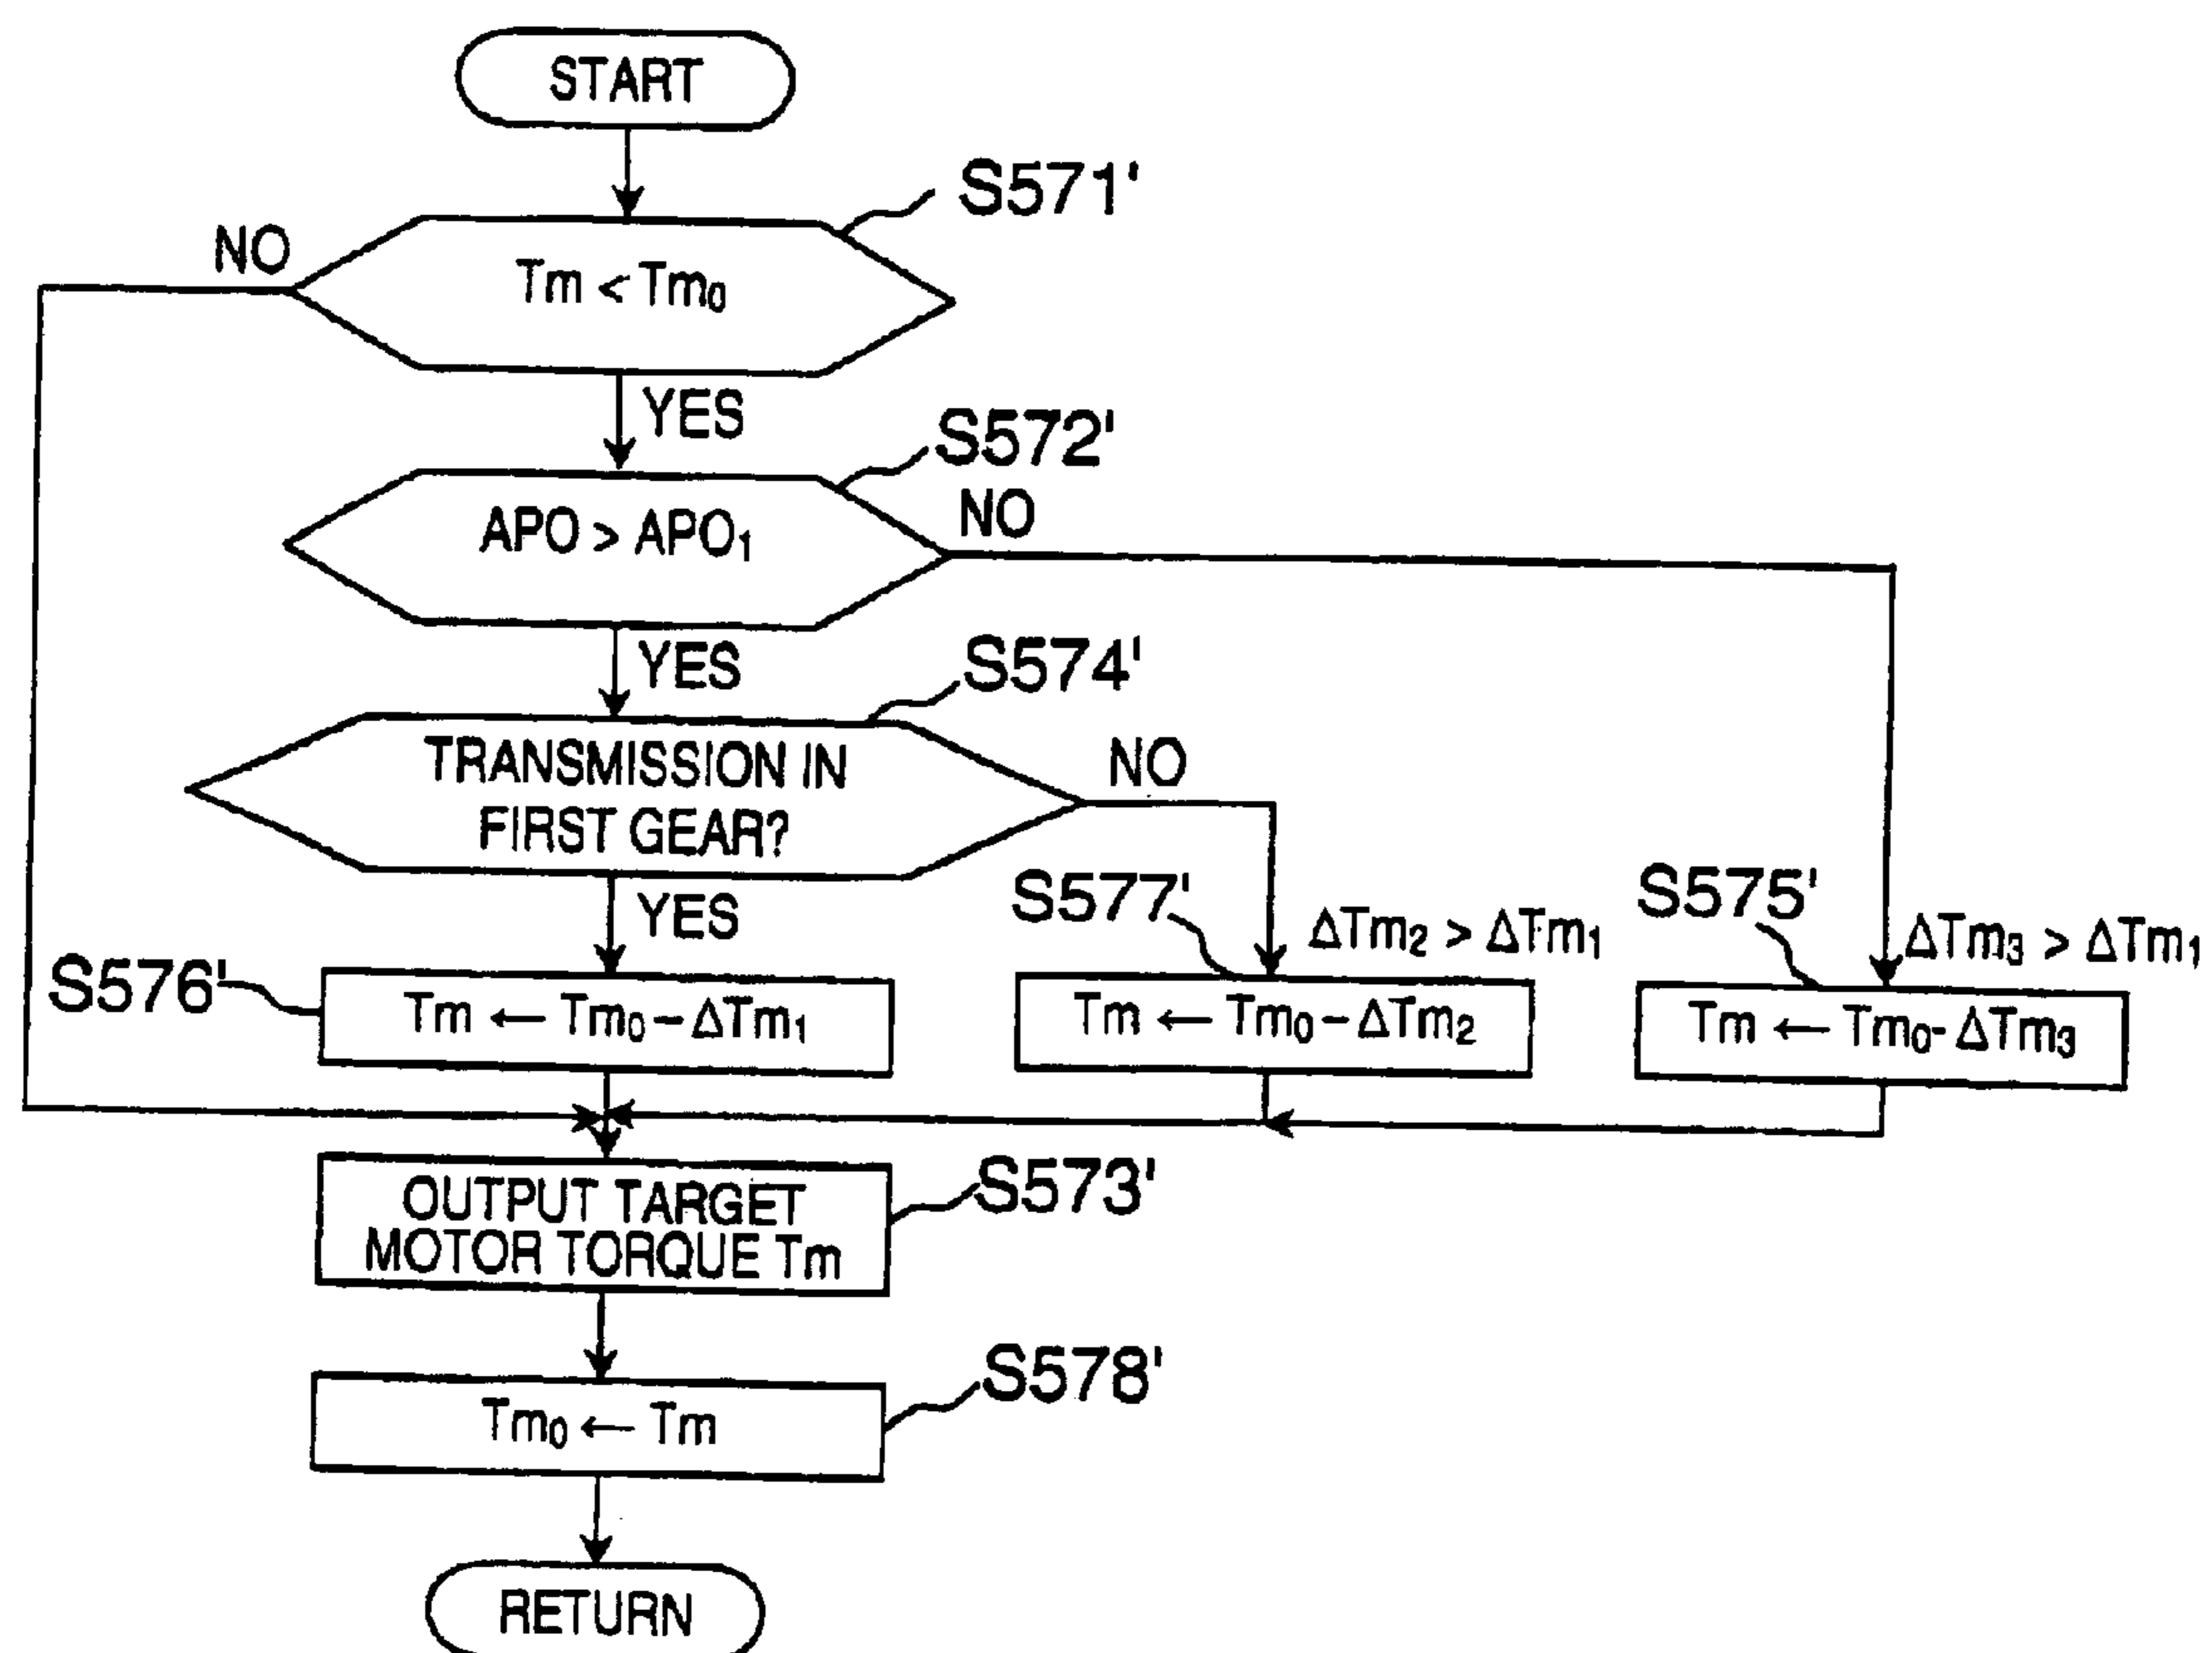 START
S571'
NO
Tm < Tm₀
YES
S572'
NO
APO > APO₁
YES
S574'
TRANSMISSION IN
FIRST GEAR?
NO
YES
S577'
ΔTm₂ > ΔTm₁
S575'
ΔTm₃ > ΔTm₁
S576'
Tm ← Tm₀ - ΔTm₁
Tm ← Tm₀ - ΔTm₂
Tm ← Tm₀ - ΔTm₃
OUTPUT TARGET
MOTOR TORQUE Tm
S573'
S578'
Tm₀ ← Tm
RETURN